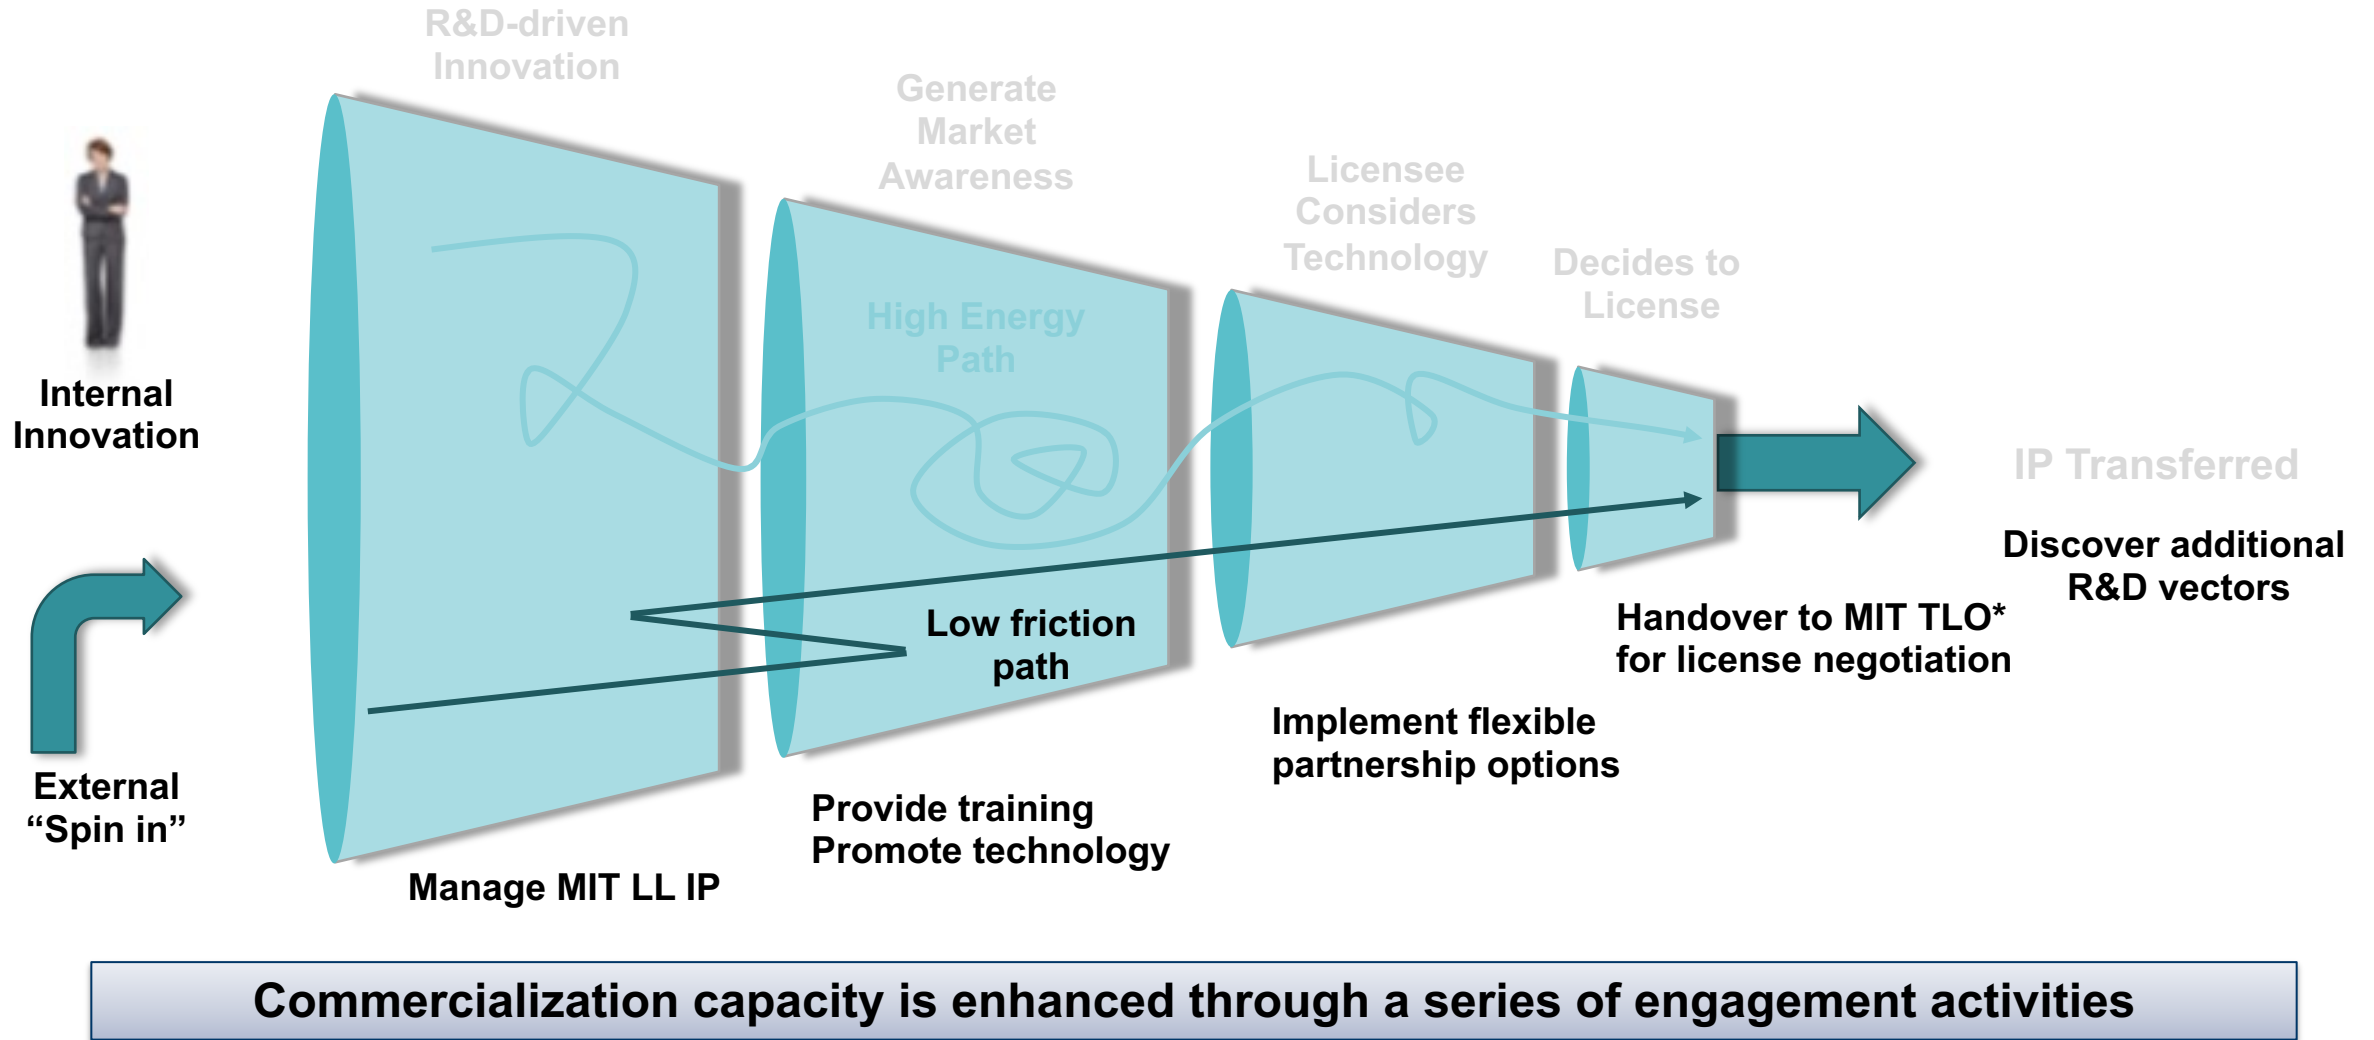 R&D-driven
Innovation
Generate
Market
Awareness
Licensee
Considers
Technology
Decides to
License
High Energy
Path
Internal
Innovation
IP Transferred
Discover additional
R&D vectors
Low friction
path
Handover to MIT TLO*
for license negotiation
Implement flexible
partnership options
External
“Spin in”
Provide training
Promote technology
Manage MIT LL IP
Commercialization capacity is enhanced through a series of engagement activities